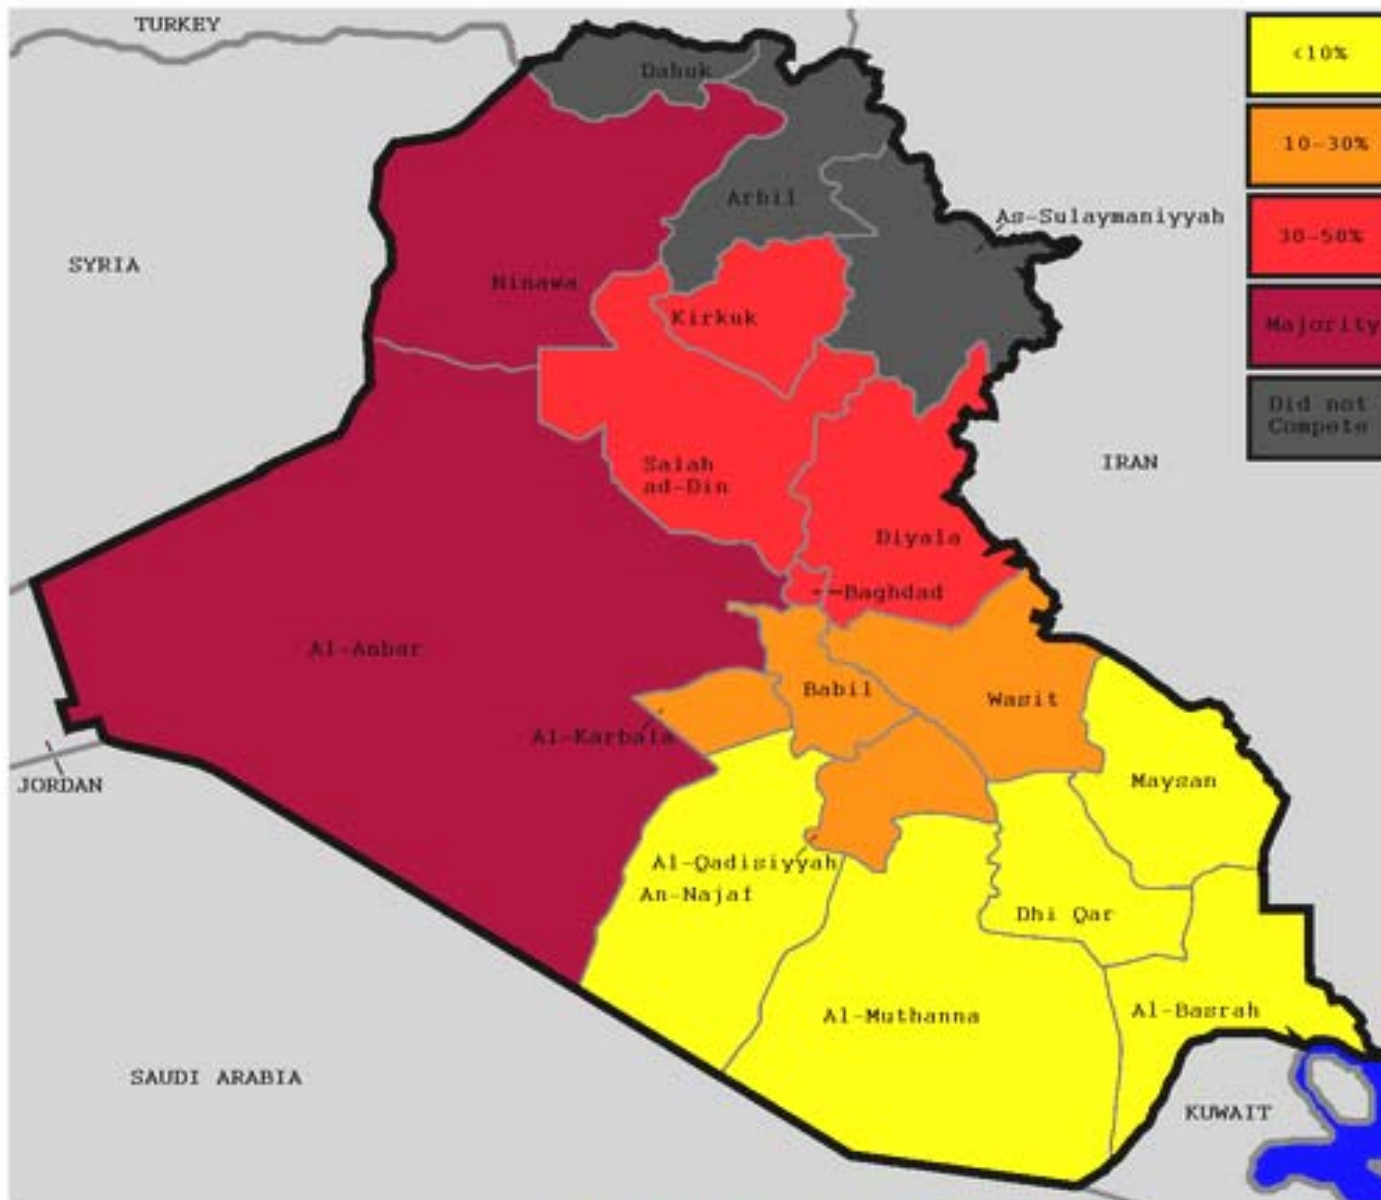 TURKEY
<10%
Dahuk
10-30%
Arbil
As-Sulaymaniyyah
30-50%
SYRIA
Ninawa
Kirkuk
Majority
Did not
Compete
Salah
ad-Din
IRAN
Diyala
Baghdad
Al-Anbar
Babil
Wasit
Al-Karbala
JORDAN
Maysan
Al-Qadisiyyah
An-Najaf
Dhi Qar
Al-Muthanna
Al-Basrah
SAUDI ARABIA
KUWAIT